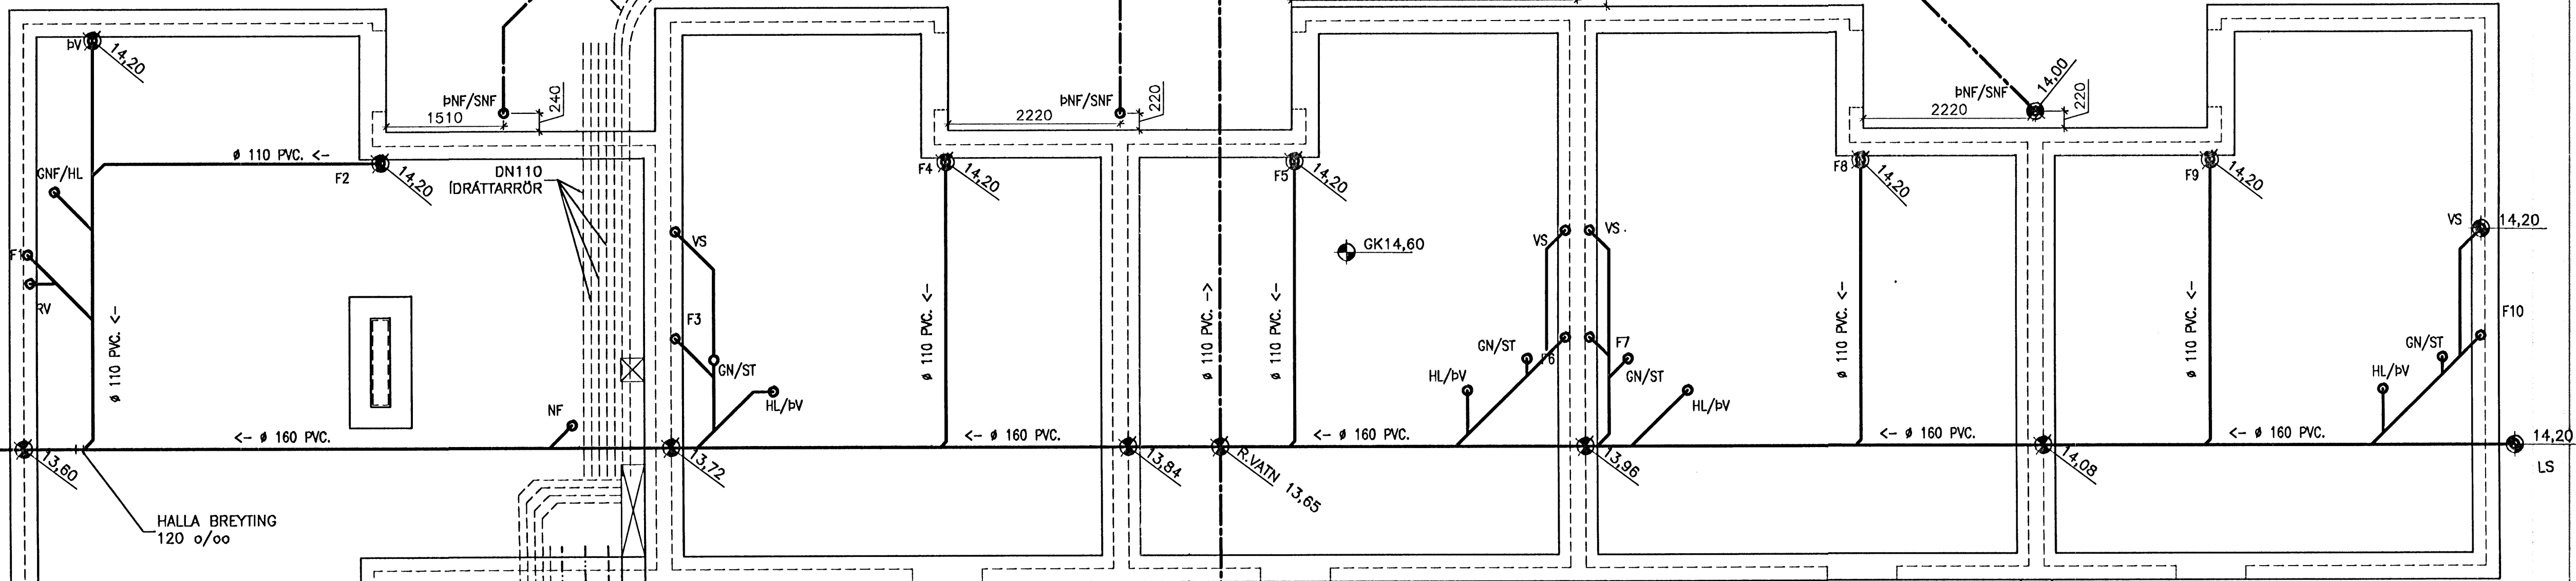 ÞV
14,20
ÞNF/SNF
1510
240
ÞNF/SNF
2220
220
ÞNF/SNF
14,00
2220
220
ø 110 PVC. <-
F2
14,20
GNF/HL
DN110
ÍDRÁTTARRÖR
F4
14,20
F5
14,20
F8
14,20
F9
14,20
F1
RV
ø 110 PVC. <-
VS
F3
GN/ST
HL/ÞV
ø 110 PVC. <-
ø 110 PVC. ->
ø 110 PVC. <-
GK14,60
VS
VS
GN/ST
F6
HL/ÞV
F7
GN/ST
HL/ÞV
ø 110 PVC. <-
ø 110 PVC. <-
VS
14,20
F10
GN/ST
HL/ÞV
NF
<- ø 160 PVC.
<- ø 160 PVC.
<- ø 160 PVC.
<- ø 160 PVC.
<- ø 160 PVC.
13,60
13,72
13,84
R.VATN 13,65
13,96
14,08
14,20
LS
HALLA BREYTING
120 o/oo